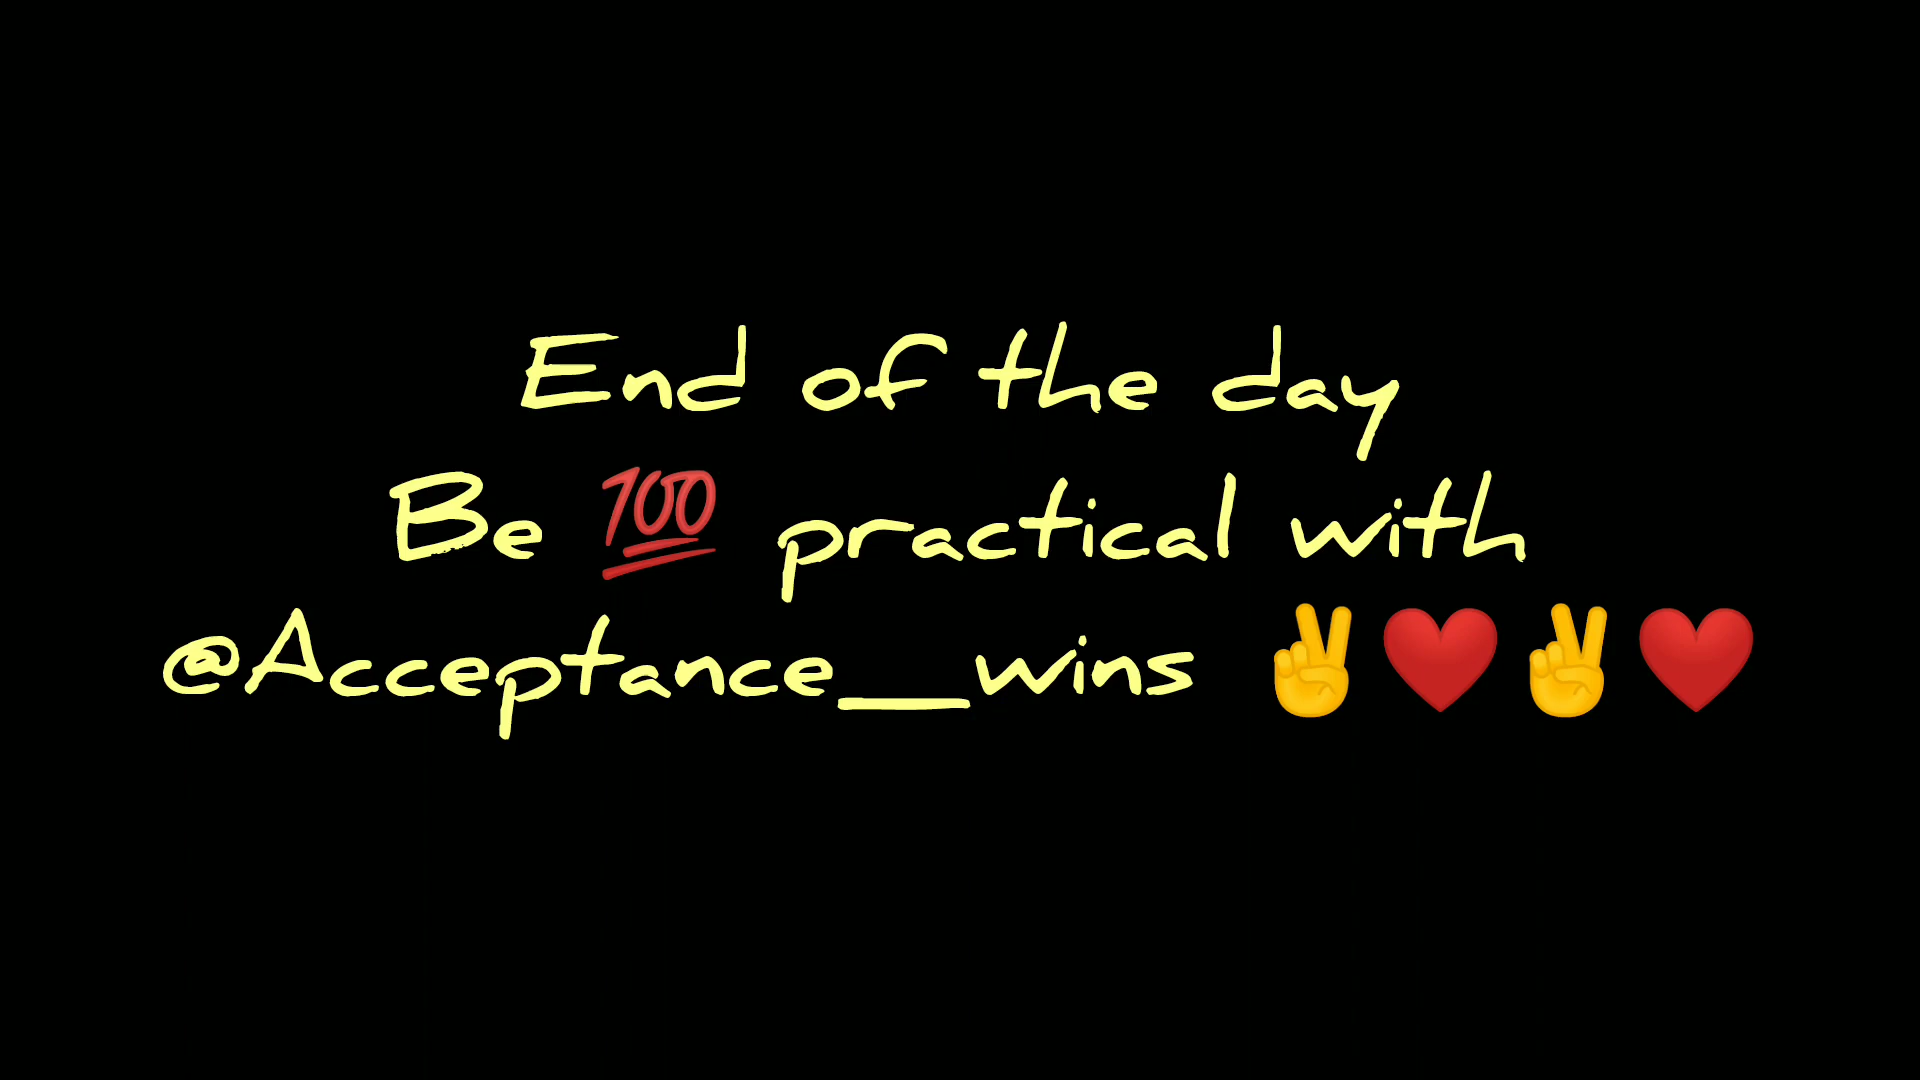 End of the day
Be 💯 practical with
@Acceptance__wins ✌️❤️✌️❤️